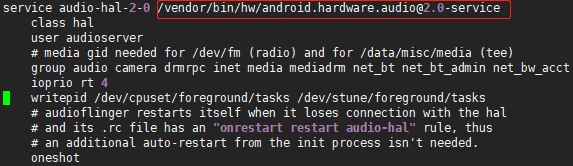 service audio-hal-2-0 /vendor/bin/hw/android.hardware.audio@2.0-service
class hal
user audioserver
# media gid needed for /dev/fm (radio) and for /data/misc/media (tee)
group audio camera drmrpc inet media mediadrm net_bt net_bt_admin net_bw_acct
ioprio rt 4
writepid /dev/cpuset/foreground/tasks /dev/stune/foreground/tasks
# audioflinger restarts itself when it loses connection with the hal
# and its .rc file has an "onrestart restart audio-hal" rule, thus
# an additional auto-restart from the init process isn't needed.
oneshot